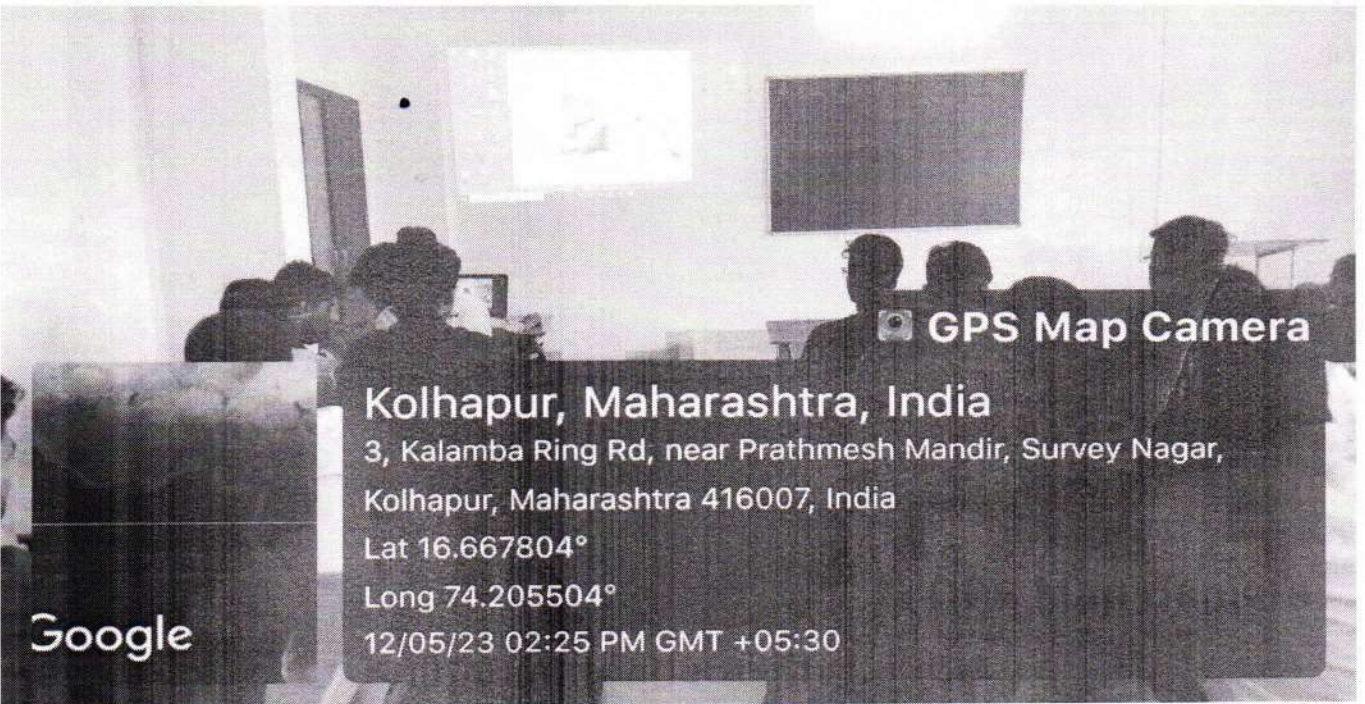 GPS Map Camera
Kolhapur, Maharashtra, India
3, Kalamba Ring Rd, near Prathmesh Mandir, Survey Nagar,
Kolhapur, Maharashtra 416007, India
Lat 16.667804°
Long 74.205504°
12/05/23 02:25 PM GMT +05:30
Google